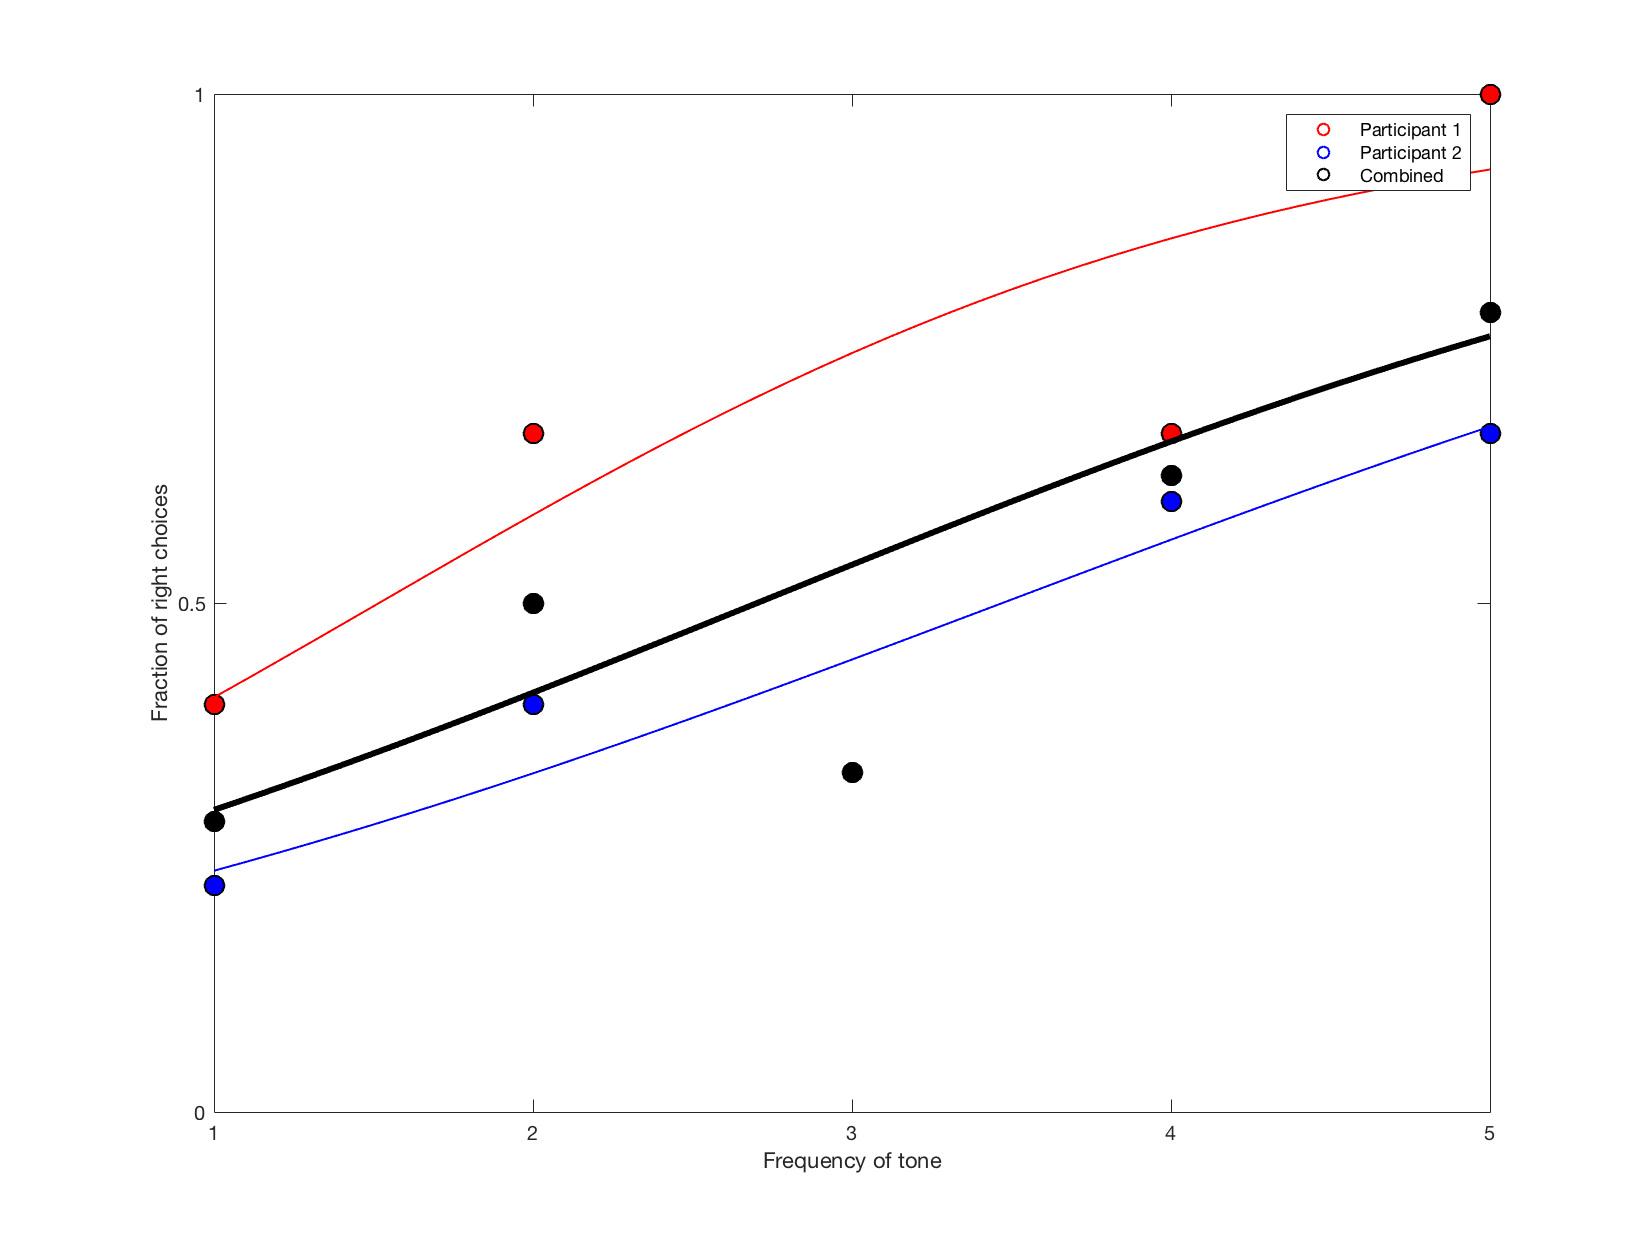 1
Participant 1
Participant 2
Combined
Fraction of right choices
0.5
0
1 2 3 4 5
Frequency of tone